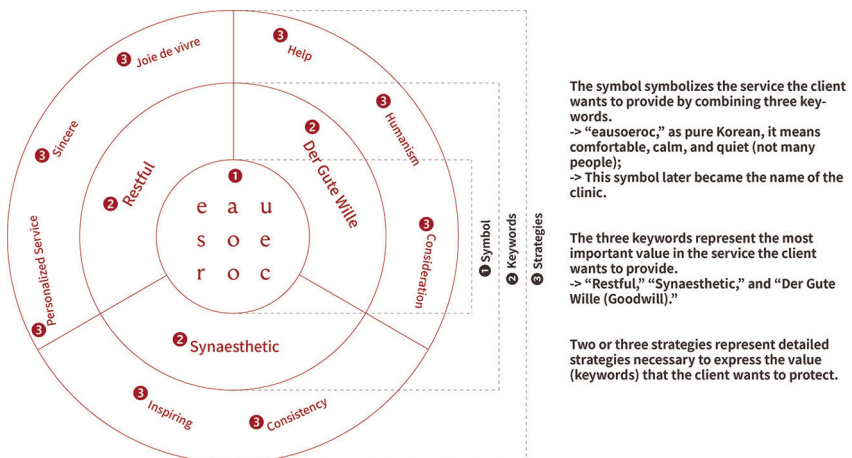 3 Joie de vivre
3 Help
3 Sincere
3 Humanism
2 Restful
2 Der Gute Wille
1
e a u
s o e
r o c
3 Personalized Service
3 Consideration
2 Synaesthetic
3 Inspiring
3 Consistency
1 Symbol
2 Keywords
3 Strategies
The symbol symbolizes the service the client
wants to provide by combining three key-
words.
-> “eausoeroc,” as pure Korean, it means
comfortable, calm, and quiet (not many
people);
-> This symbol later became the name of the
clinic.
The three keywords represent the most
important value in the service the client
wants to provide.
-> “Restful,” “Synaesthetic,” and “Der Gute
Wille (Goodwill).”
Two or three strategies represent detailed
strategies necessary to express the value
(keywords) that the client wants to protect.